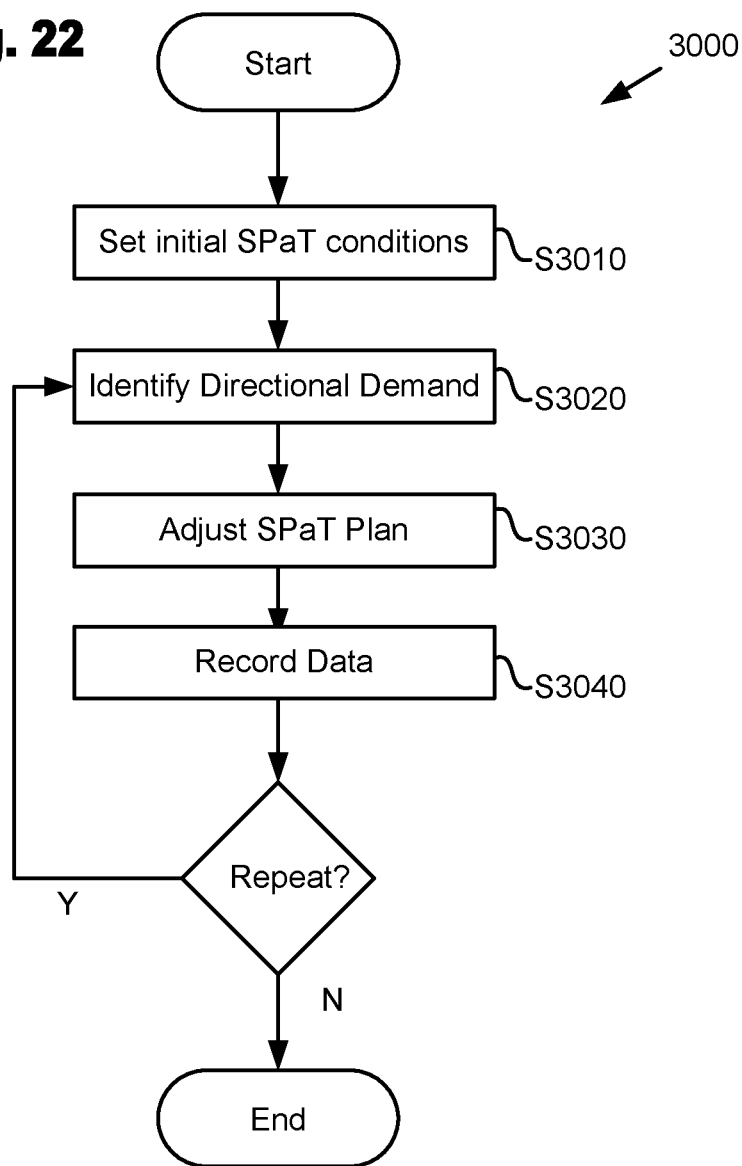 g. 22
3000
Start
Set initial SPaT conditions
S3010
Identify Directional Demand
S3020
Adjust SPaT Plan
S3030
Record Data
S3040
Repeat?
Y
N
End